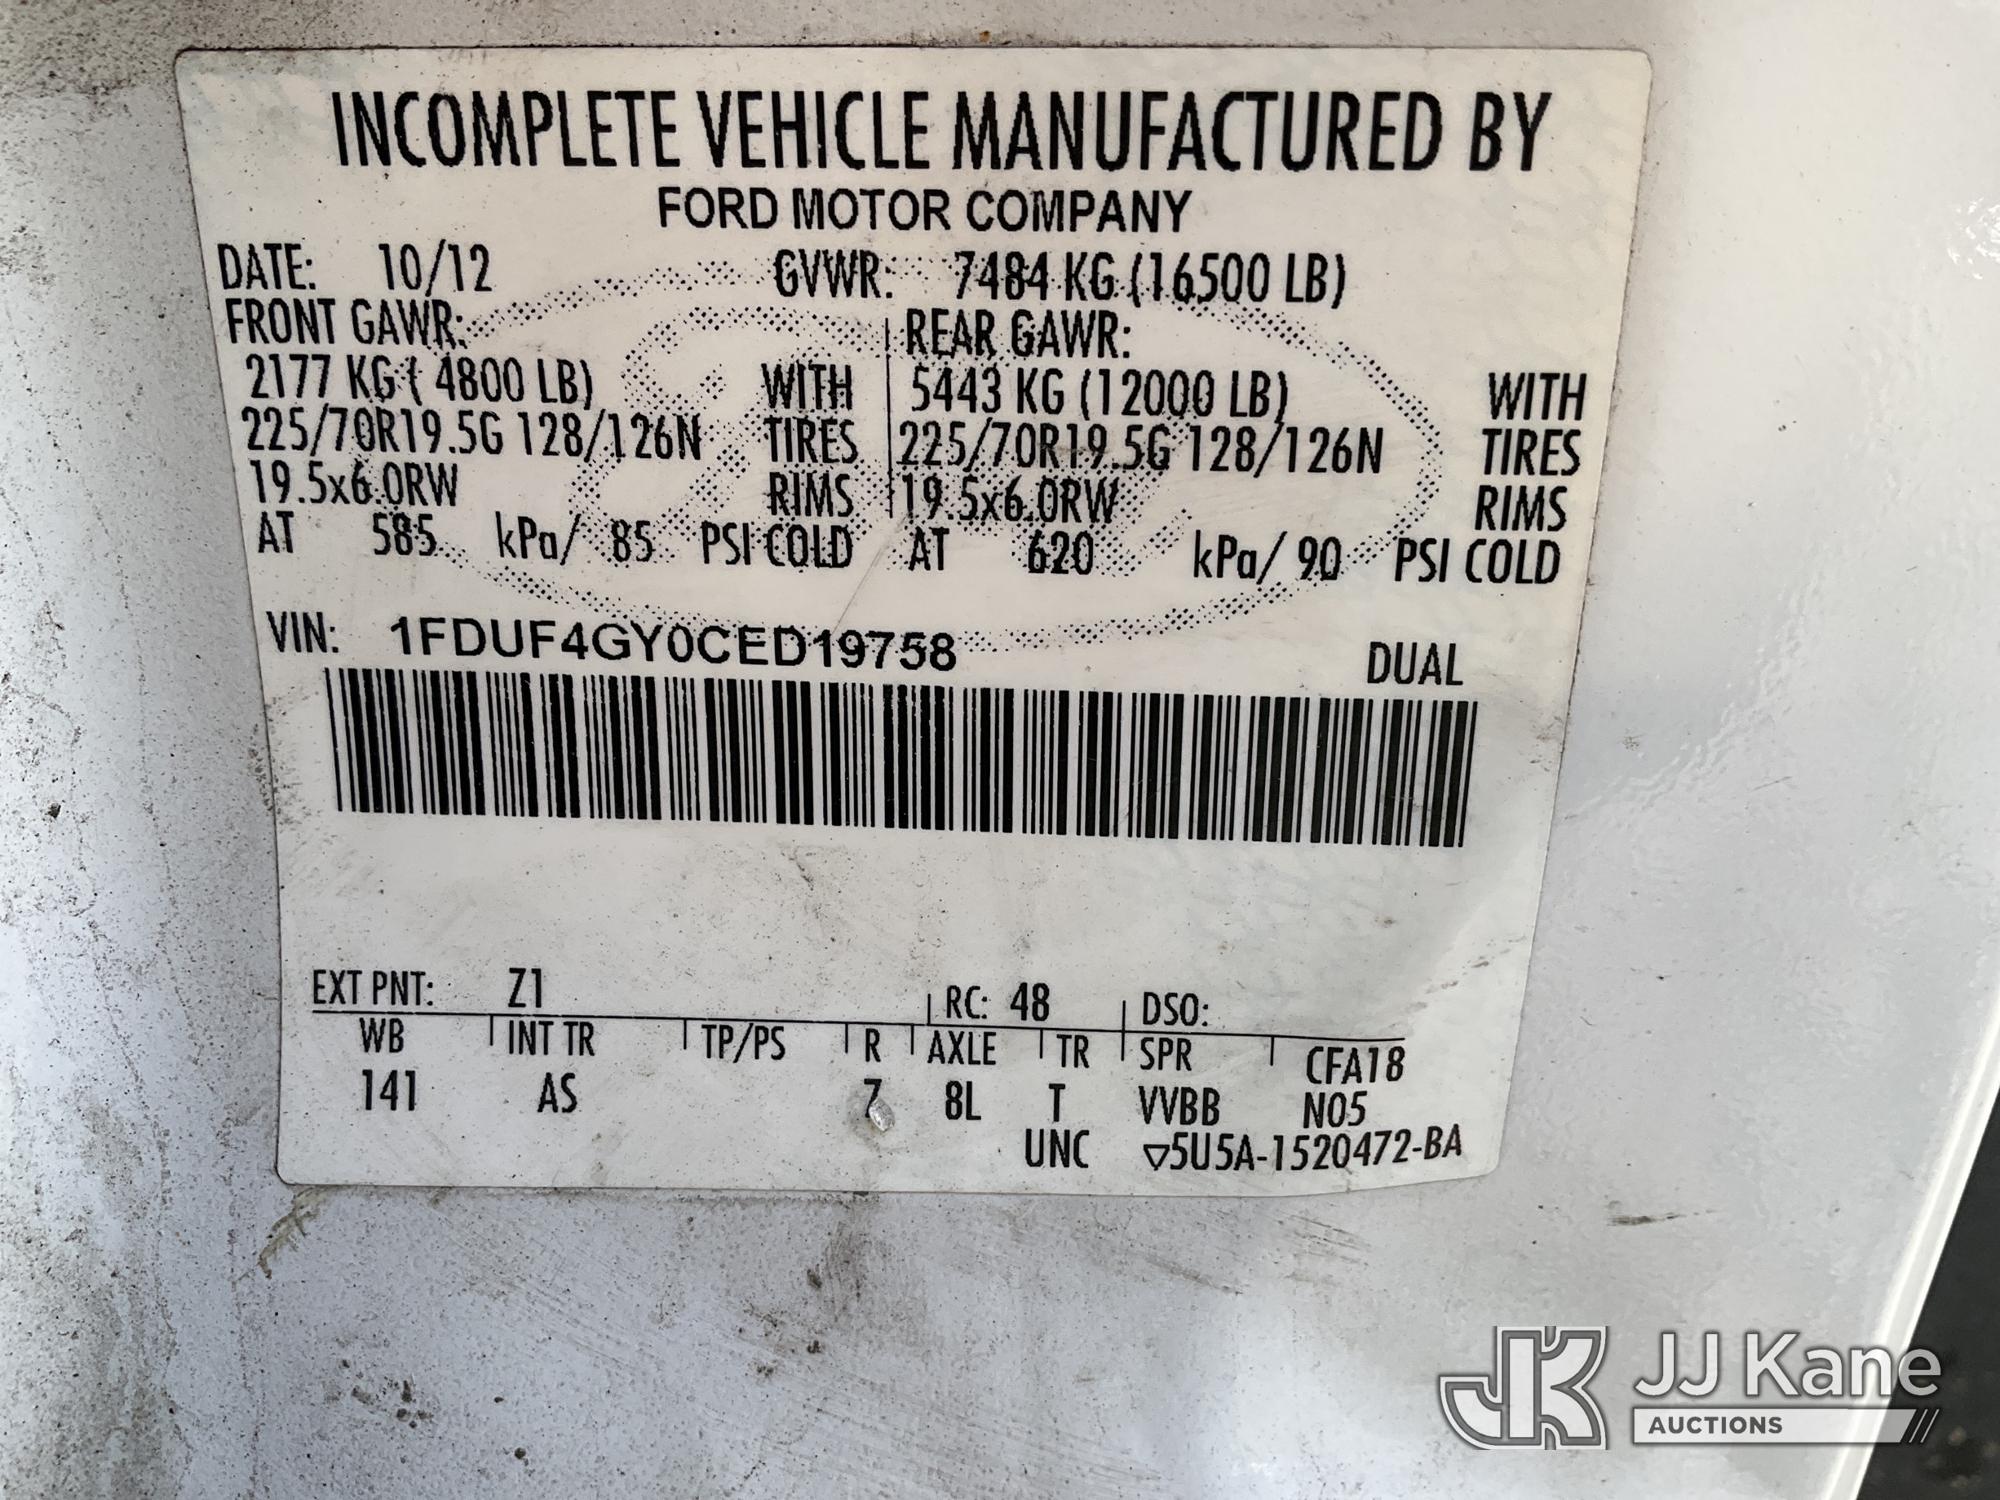 INCOMPLETE VEHICLE MANUFACTURED BY
FORD MOTOR COMPANY
DATE: 10/12 GVWR: 7484 KG (16500 LB)
FRONT GAWR: REAR GAWR:
2177 KG ( 4800 LB) WITH 5443 KG (12000 LB) WITH
225/70R19.5G 128/126N TIRES 225/70R19.5G 128/126N TIRES
19.5x6.0RW RIMS 19.5x6.0RW RIMS
AT 585 kPa/ 85 PSI COLD AT 620 kPa/ 90 PSI COLD
VIN: 1FDUF4GY0CED19758 DUAL
EXT PNT: Z1 RC: 48 DSO:
WB INT TR TP/PS R AXLE TR SPR CFA18
141 AS 7 8L T VVBB N05
UNC ▽5U5A-1520472-BA
JK JJ Kane
AUCTIONS